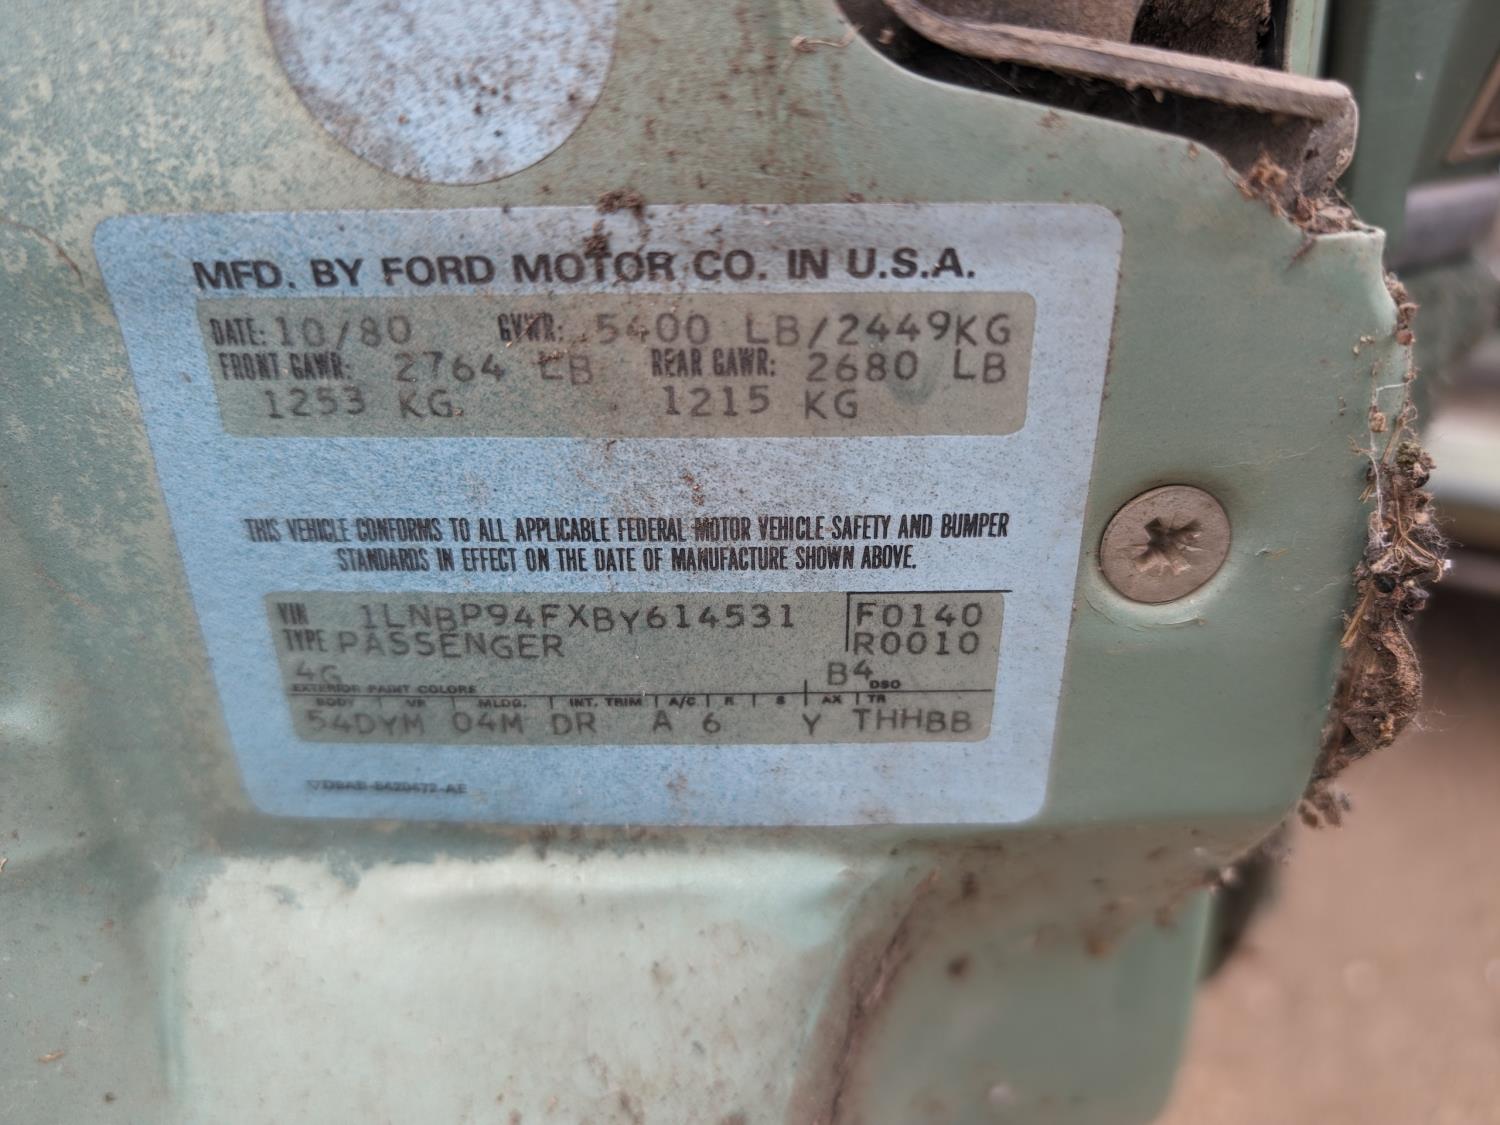 MFD. BY FORD MOTOR CO. IN U.S.A.
DATE: 10/80 GVWR: 5400 LB/2449KG
FRONT GAWR: 2764 LB REAR GAWR: 2680 LB
1253 KG 1215 KG
THIS VEHICLE CONFORMS TO ALL APPLICABLE FEDERAL MOTOR VEHICLE SAFETY AND BUMPER
STANDARDS IN EFFECT ON THE DATE OF MANUFACTURE SHOWN ABOVE.
VIN 1LNBP94FXBY614531 F0140
TYPE PASSENGER R0010
4G B4
EXTERIOR PAINT COLORS DSO
BODY VR MLDG. INT. TRIM A/C R S AX TR
54DYM 04M DR A 6 Y THHBB